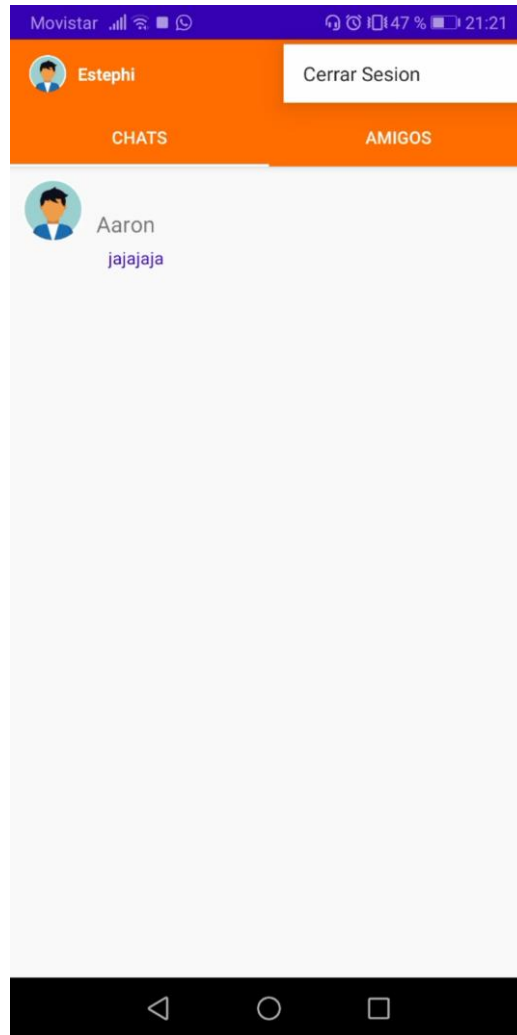 Movistar 47 % 21:21
Estephi
Cerrar Sesion
CHATS AMIGOS
Aaron
jajajaja